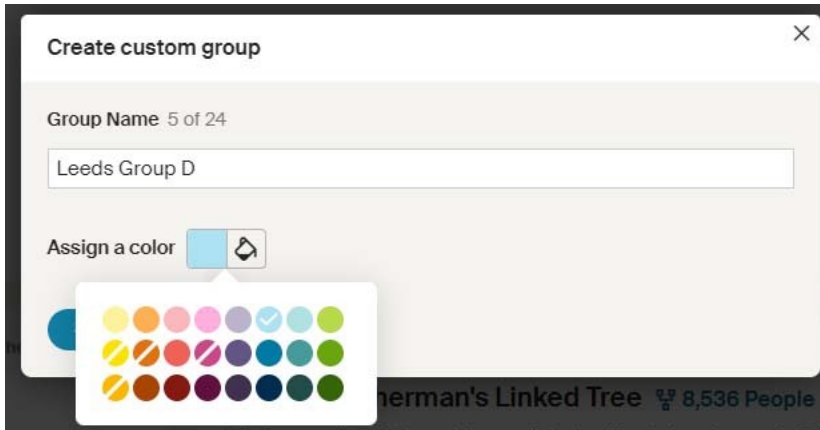 Create custom group
Group Name 5 of 24
Leeds Group D
Assign a color
herman's Linked Tree 8,536 People